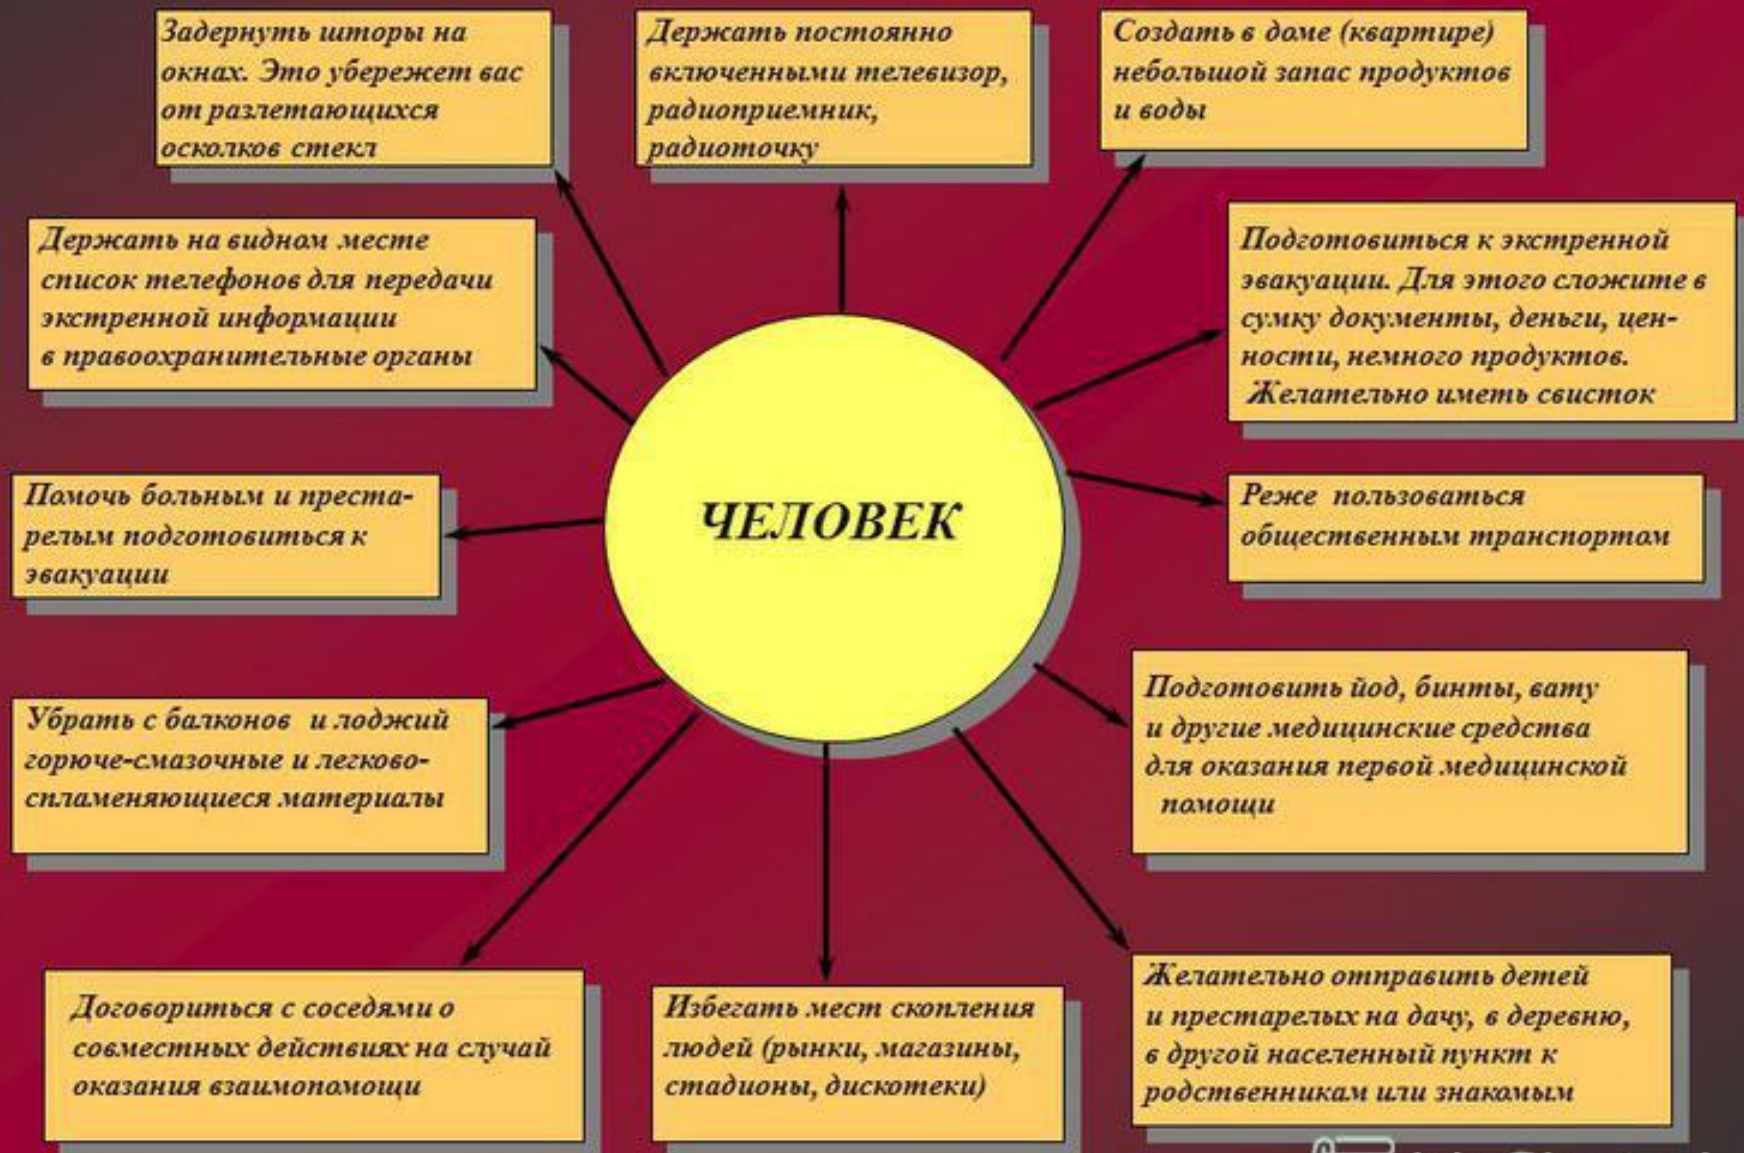 Задернуть шторы на
окнах. Это убережет вас
от разлетающихся
осколков стекл
Держать постоянно
включенными телевизор,
радиоприемник,
радиоточку
Создать в доме (квартире)
небольшой запас продуктов
и воды
Держать на видном месте
список телефонов для передачи
экстренной информации
в правоохранительные органы
Подготовиться к экстренной
эвакуации. Для этого сложите в
сумку документы, деньги, цен-
ности, немного продуктов.
Желательно иметь свисток
Помочь больным и преста-
релым подготовиться к
эвакуации
ЧЕЛОВЕК
Реже пользоваться
общественным транспортом
Убрать с балконов и лоджий
горюче-смазочные и легково-
спламеняющиеся материалы
Подготовить йод, бинты, вату
и другие медицинские средства
для оказания первой медицинской
помощи
Договориться с соседями о
совместных действиях на случай
оказания взаимопомощи
Избегать мест скопления
людей (рынки, магазины,
стадионы, дискотеки)
Желательно отправить детей
и престарелых на дачу, в деревню,
в другой населенный пункт к
родственникам или знакомым